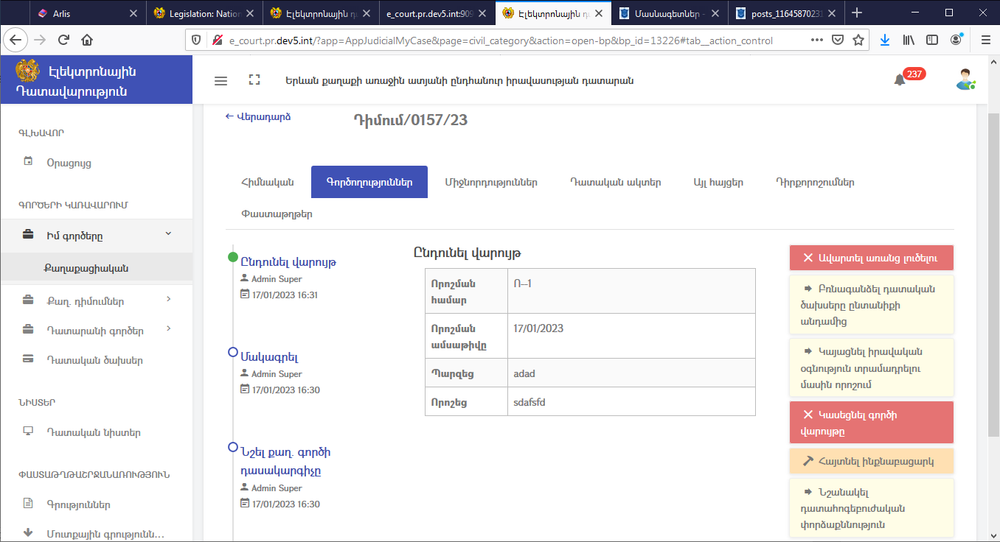 Arlis
Legislation: Nation
Էլեկտրոնային դ
e_court.pr.dev5.int:909
Էլեկտրոնային դ
Մասնագետներ -
posts_11645870231
e_court.pr.dev5.int/?app=AppJudicialMyCase&page=civil_category&action=open-bp&bp_id=13226#tab__action_control
Էլեկտրոնային
Դատավարություն
Երևան քաղաքի առաջին ատյանի ընդհանուր իրավասության դատարան
237
ԳԼԽԱՎՈՐ
Օրացույց
ԳՈՐԾԵՐԻ ԿԱՌԱՎԱՐՈՒՄ
Իմ գործերը
Քաղաքացիական
Քաղ. դիմումներ
Դատարանի գործեր
Դատական ծախսեր
ՆԻՍՏԵՐ
Դատական նիստեր
ՓԱՍՏԱԹՂԹԱՇՐՋԱՆԱՌՈՒԹՅՈՒՆ
Գրություններ
Մուտքային գրությունն...
← Վերադարձ
Դիմում/0157/23
Հիմնական
Գործողություններ
Միջնորդություններ
Դատական ակտեր
Այլ հայցեր
Դիրքորոշումներ
Փաստաթղթեր
Ընդունել վարույթ
Admin Super
17/01/2023 16:31
Մակագրել
Admin Super
17/01/2023 16:30
Նշել քաղ. գործի
դասակարգիչը
Admin Super
17/01/2023 16:30
Ընդունել վարույթ
Որոշման
համար
Ո--1
Որոշման
ամսաթիվը
17/01/2023
Պարզեց
adad
Որոշեց
sdafsfd
Ավարտել առանց լուծելու
Բռնագանձել դատական
ծախսերը ընտանիքի
անդամից
Կայացնել իրավական
օգնություն տրամադրելու
մասին որոշում
Կասեցնել գործի
վարույթը
Հայտնել ինքնաբացարկ
Նշանակել
դատահոգեբուժական
փորձաքննություն